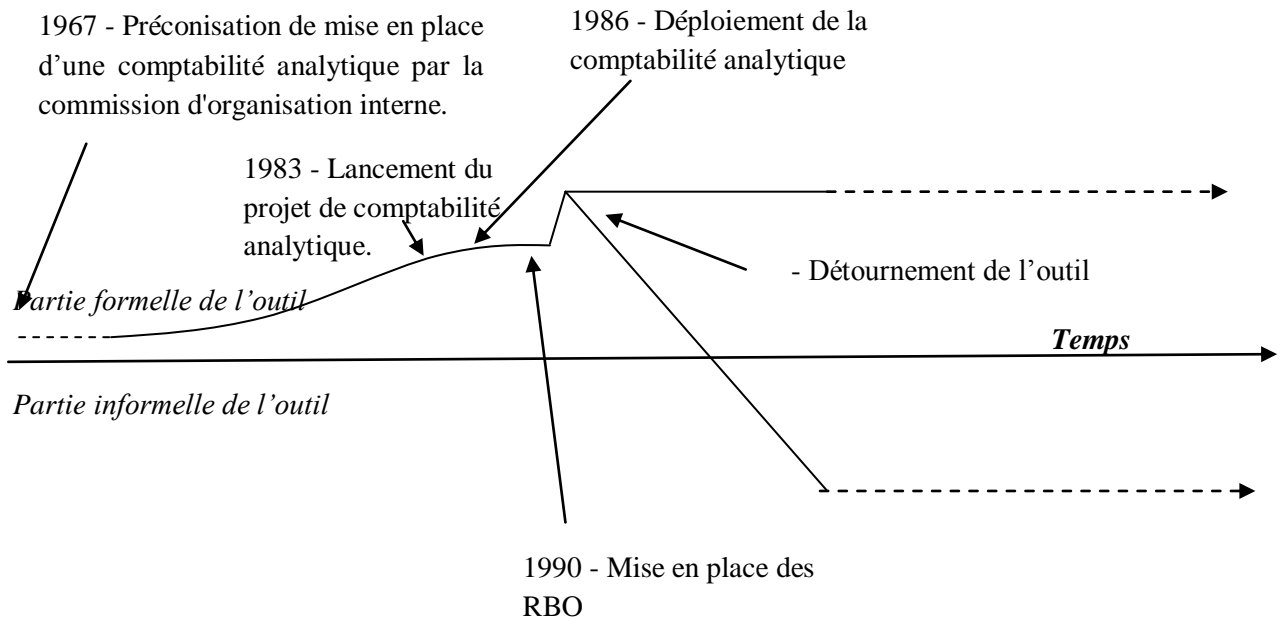 1967 - Préconisation de mise en place
d’une comptabilité analytique par la
commission d'organisation interne.
1986 - Déploiement de la
comptabilité analytique
1983 - Lancement du
projet de comptabilité
analytique.
- Détournement de l’outil
Partie formelle de l’outil
Temps
Partie informelle de l’outil
1990 - Mise en place des
RBO